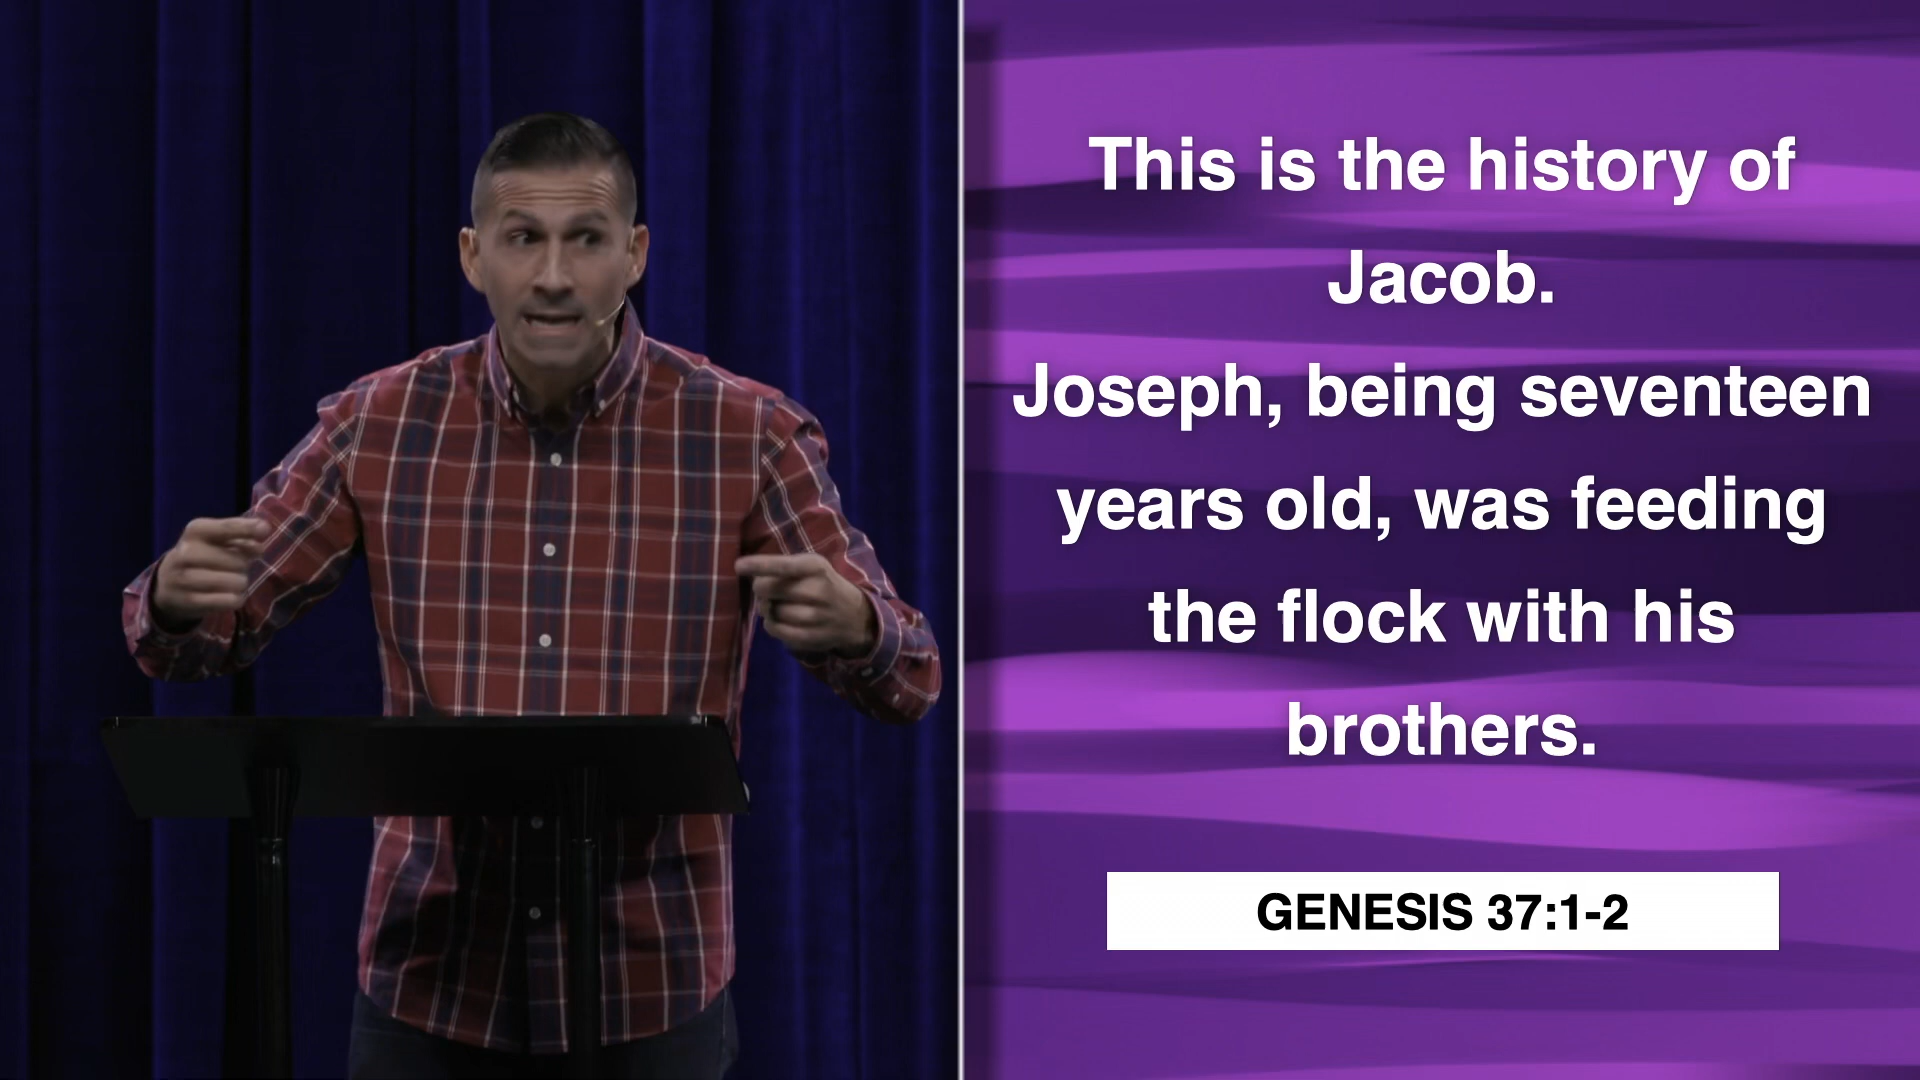 This is the history of
Jacob.
Joseph, being seventeen
years old, was feeding
the flock with his
brothers.
GENESIS 37:1-2